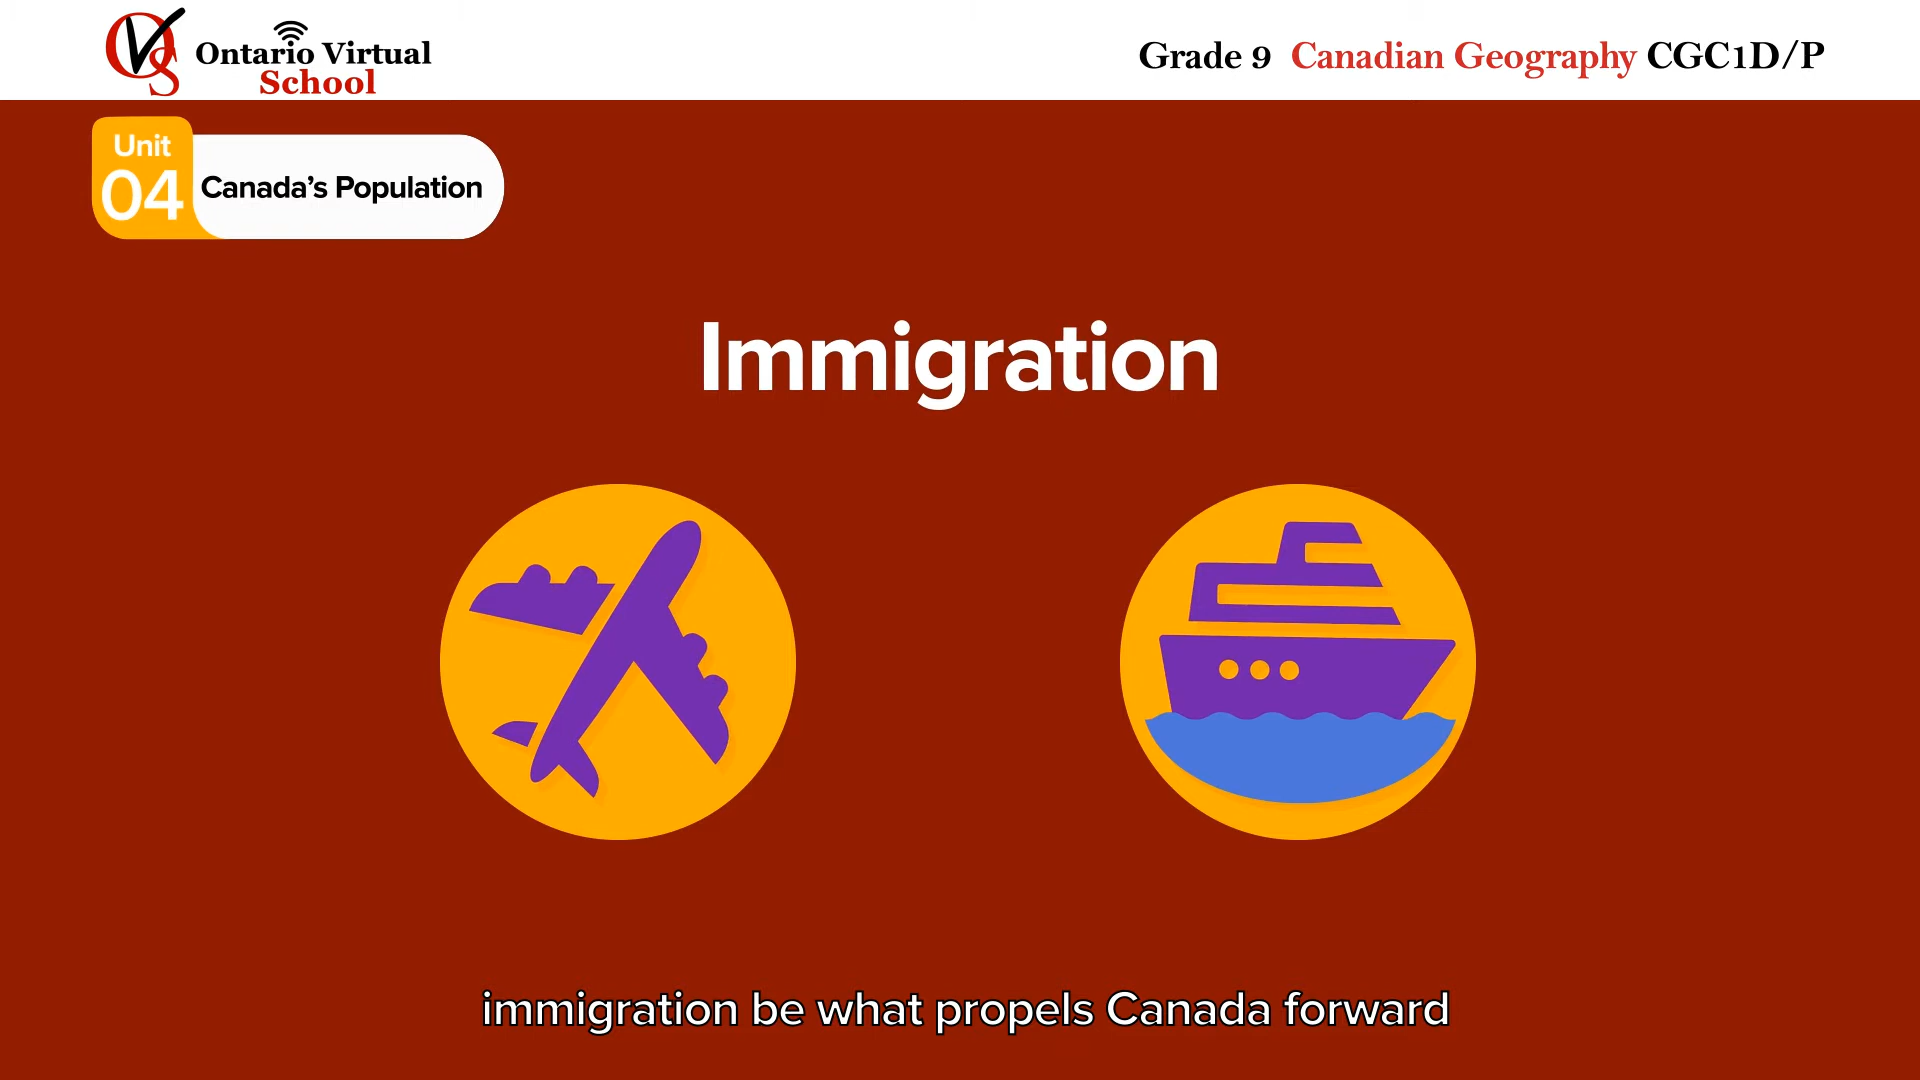 Ontario Virtual
School
Grade 9 Canadian Geography CGC1D/P
Unit
04
Canada's Population
Immigration
immigration be what propels Canada forward